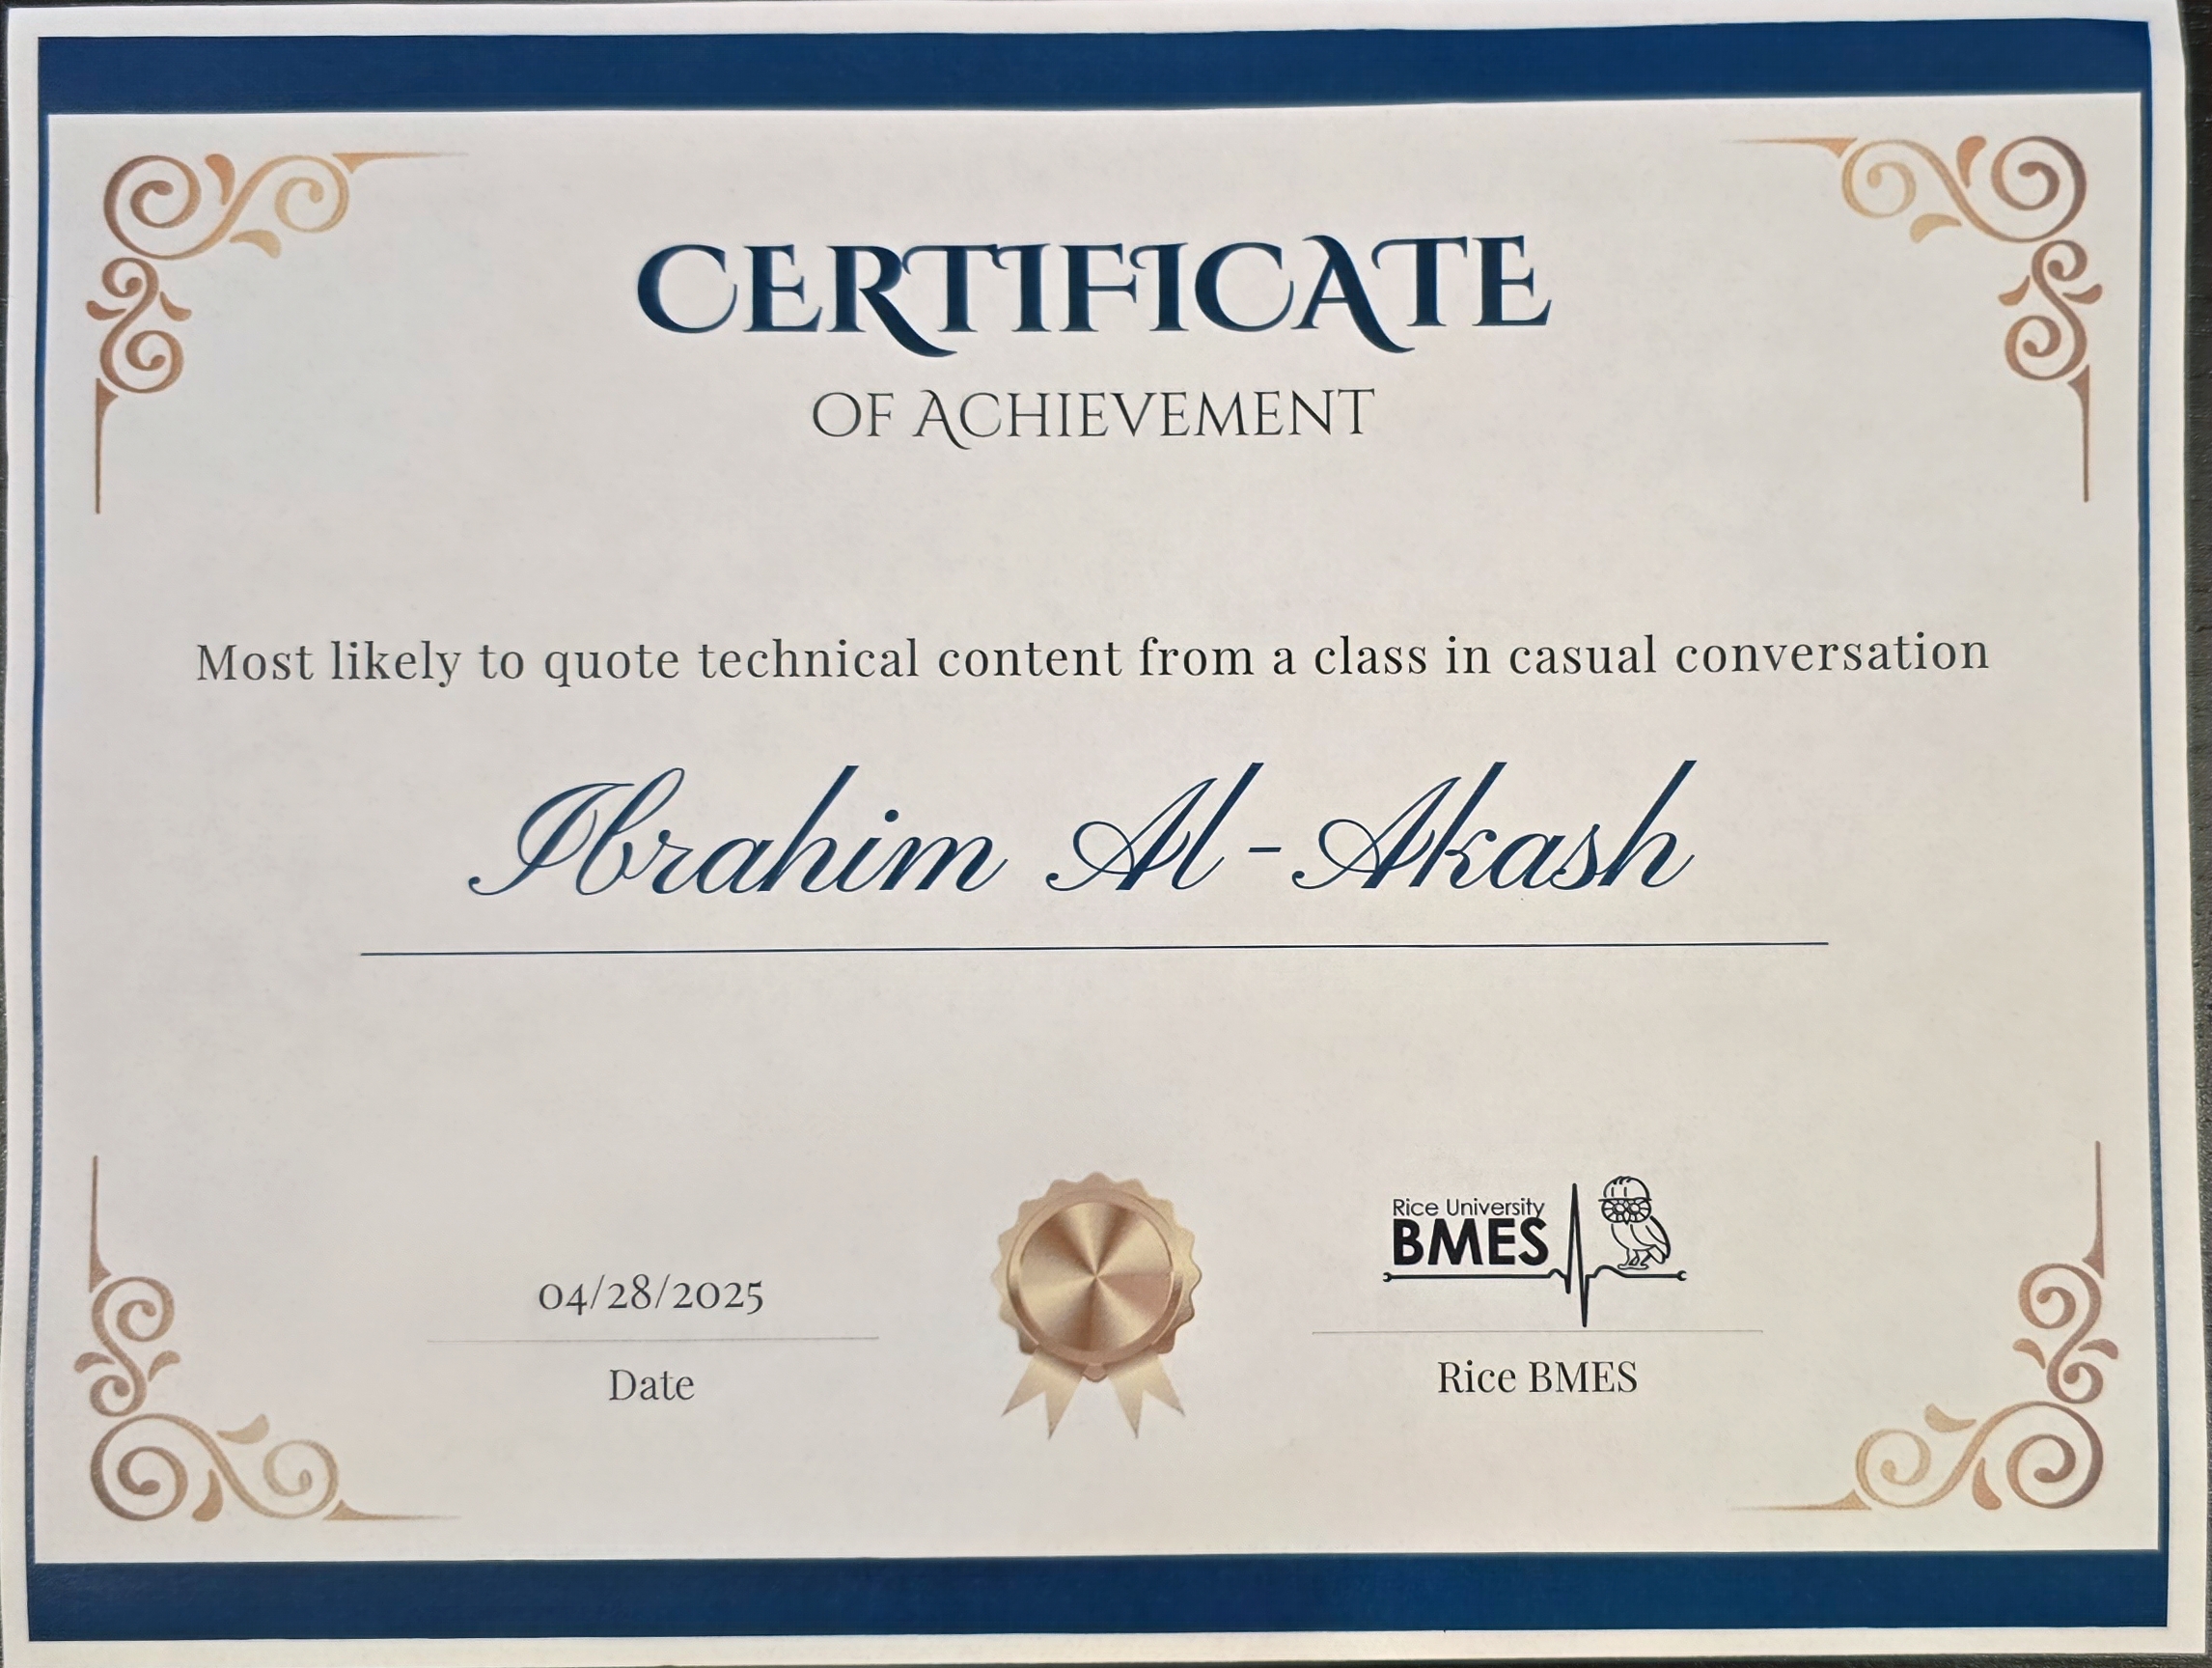 CERTIFICATE
OF ACHIEVEMENT
Most likely to quote technical content from a class in casual conversation
Ibrahim Al-Akash
04/28/2025
Date
Rice University
BMES
Rice BMES